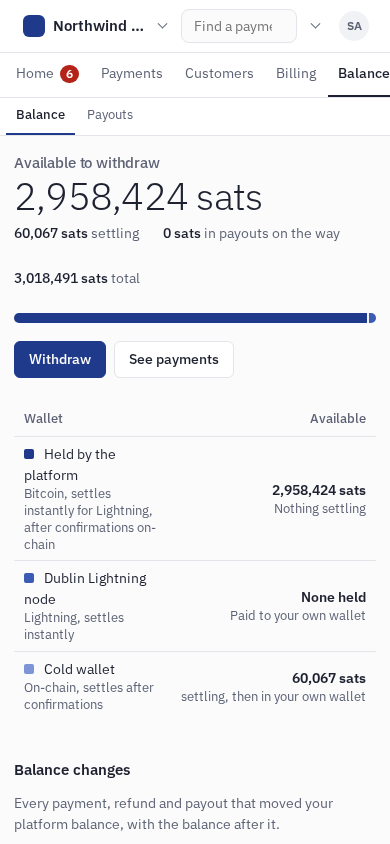 Northwind ...
Find a payme
SA
Home 6 Payments Customers Billing Balance
Balance Payouts
Available to withdraw
2,958,424 sats
60,067 sats settling 0 sats in payouts on the way
3,018,491 sats total
Withdraw See payments
Wallet Available
Held by the
platform
Bitcoin, settles
instantly for Lightning,
after confirmations on-
chain
2,958,424 sats
Nothing settling
Dublin Lightning
node
Lightning, settles
instantly
None held
Paid to your own wallet
Cold wallet
On-chain, settles after
confirmations
60,067 sats
settling, then in your own wallet
Balance changes
Every payment, refund and payout that moved your
platform balance, with the balance after it.